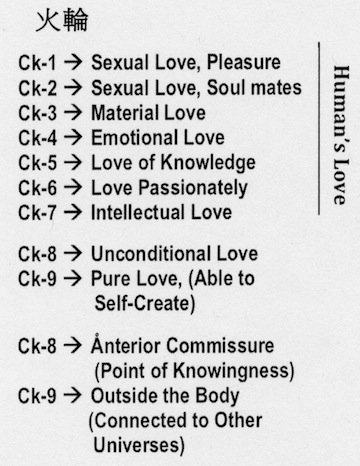 火輪
Ck-1 → Sexual Love, Pleasure
Ck-2 → Sexual Love, Soul mates
Ck-3 → Material Love
Ck-4 → Emotional Love
Ck-5 → Love of Knowledge
Ck-6 → Love Passionately
Ck-7 → Intellectual Love
Human's Love
Ck-8 → Unconditional Love
Ck-9 → Pure Love, (Able to
Self-Create)
Ck-8 → Ånterior Commissure
(Point of Knowingness)
Ck-9 → Outside the Body
(Connected to Other
Universes)